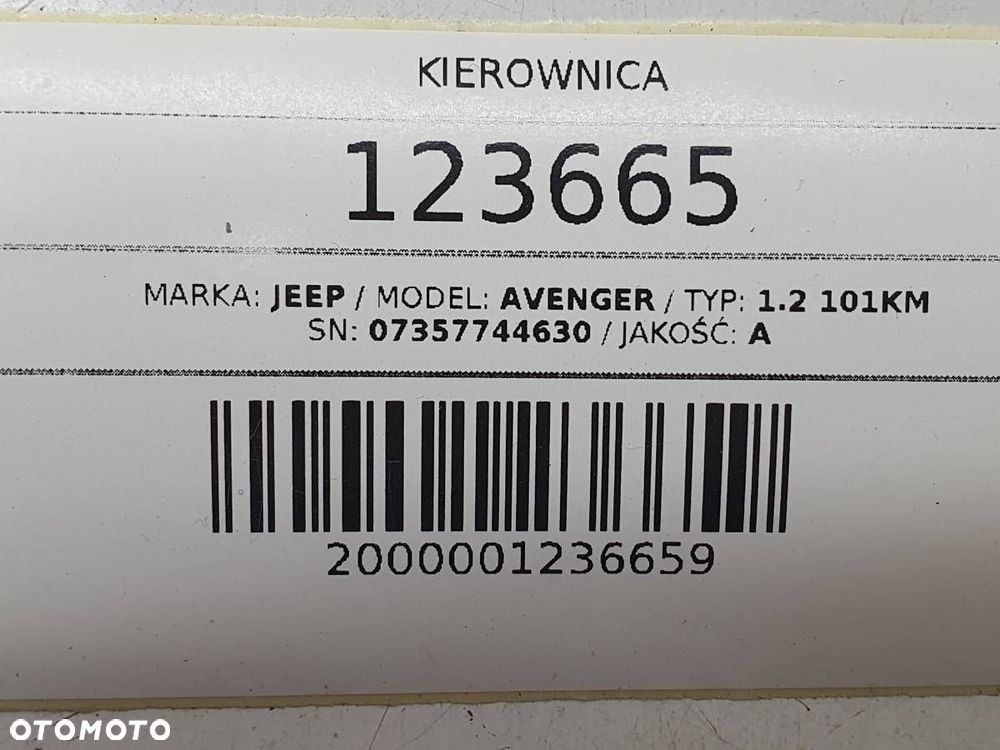 KIEROWNICA
123665
MARKA: JEEP / MODEL: AVENGER / TYP: 1.2 101KM
SN: 07357744630 / JAKOŚĆ: A
2000001236659
OTOMOTO